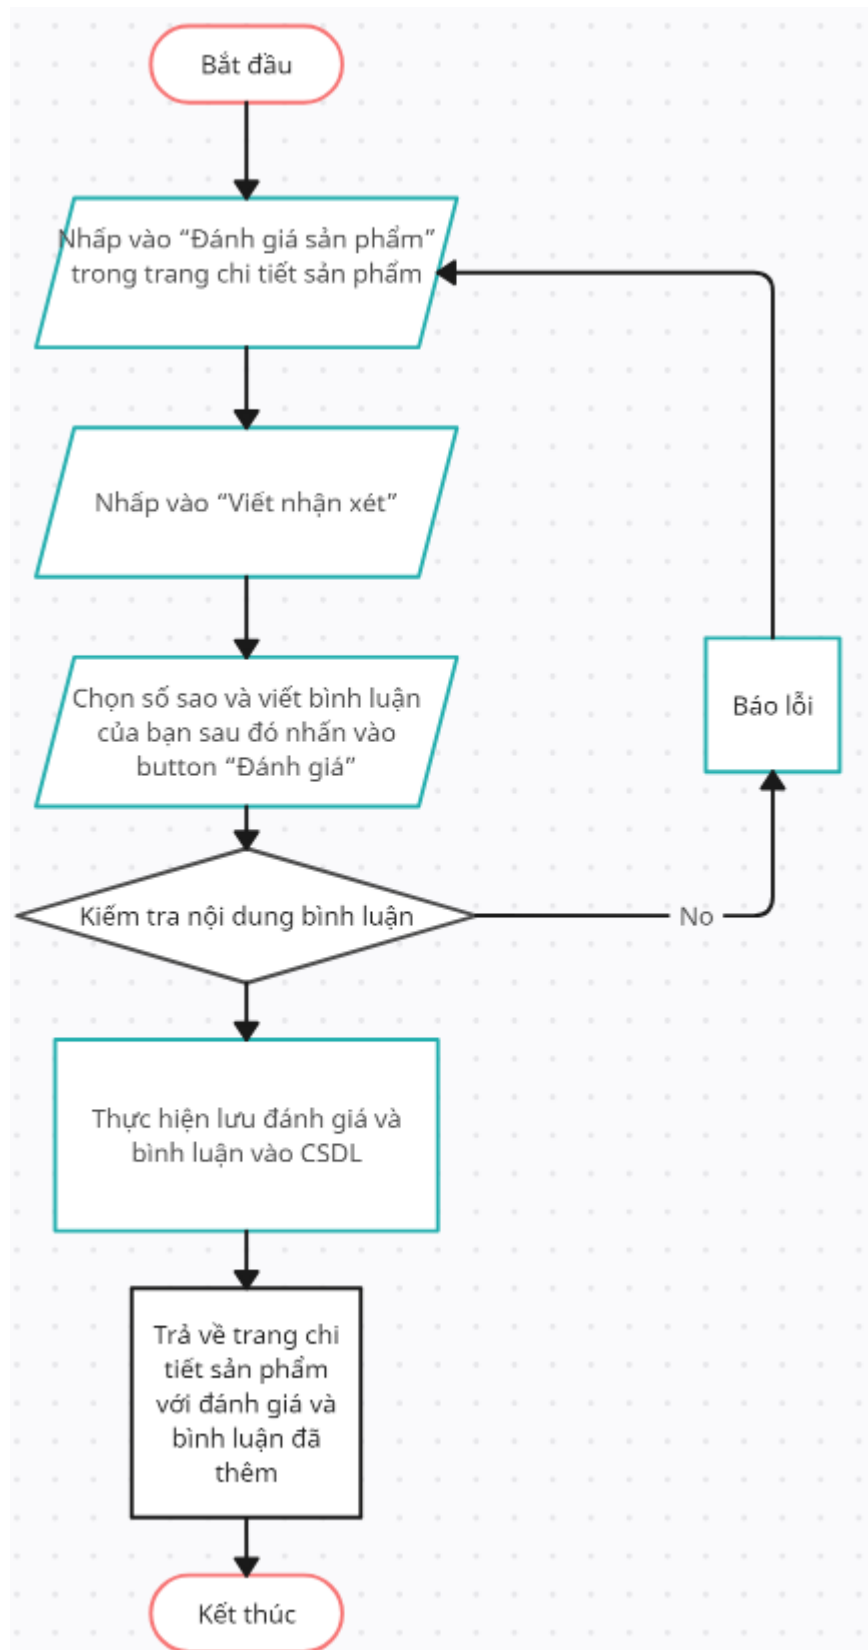 Bắt đầu
Nhấp vào “Đánh giá sản phẩm”
trong trang chi tiết sản phẩm
Nhấp vào “Viết nhận xét”
Chọn số sao và viết bình luận
của bạn sau đó nhấn vào
button “Đánh giá”
Báo lỗi
Kiểm tra nội dung bình luận
No
Thực hiện lưu đánh giá và
bình luận vào CSDL
Trả về trang chi
tiết sản phẩm
với đánh giá và
bình luận đã
thêm
Kết thúc